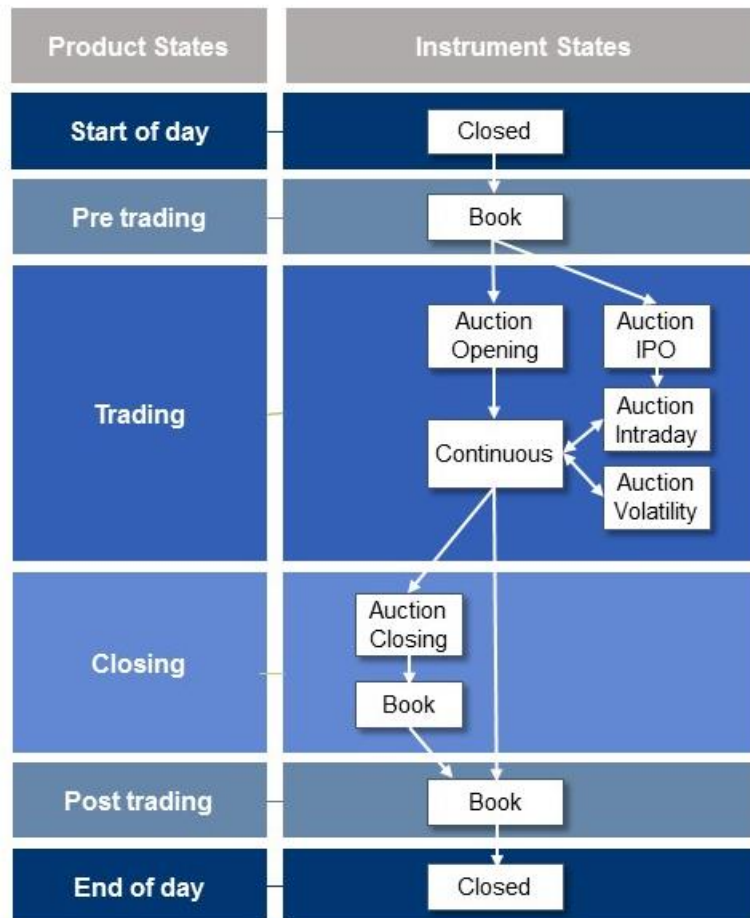 Product States
Instrument States
Start of day
Closed
Pre trading
Book
Trading
Auction
Opening
Auction
IPO
Continuous
Auction
Intraday
Auction
Volatility
Closing
Auction
Closing
Book
Post trading
Book
End of day
Closed